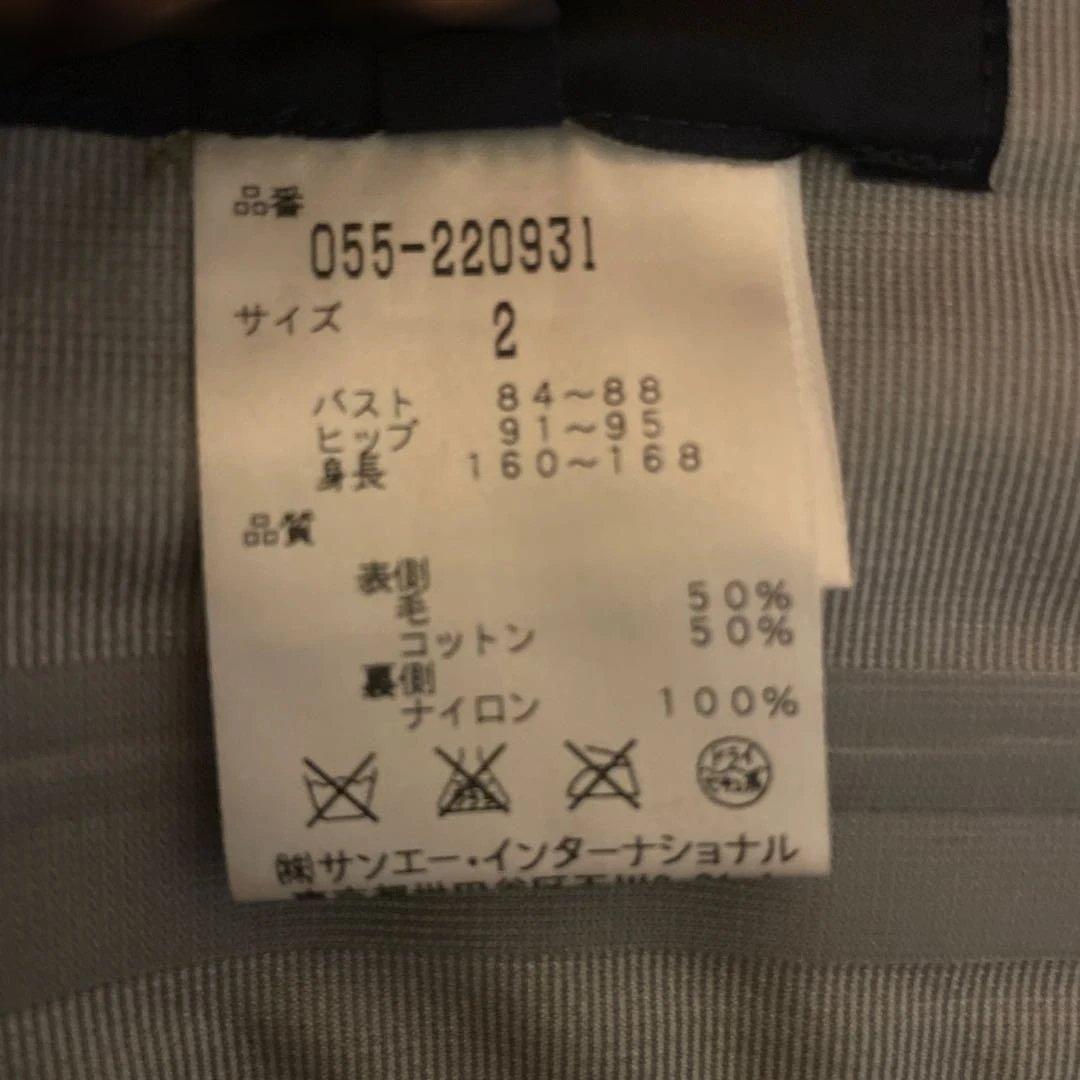 品番
055-220931
サイズ 2
バスト 84~88
ヒップ 91~95
身長 160~168
品質
表側
毛 50%
コットン 50%
裏側
ナイロン 100%
ドライ
㈱サンエー・インターナショナル